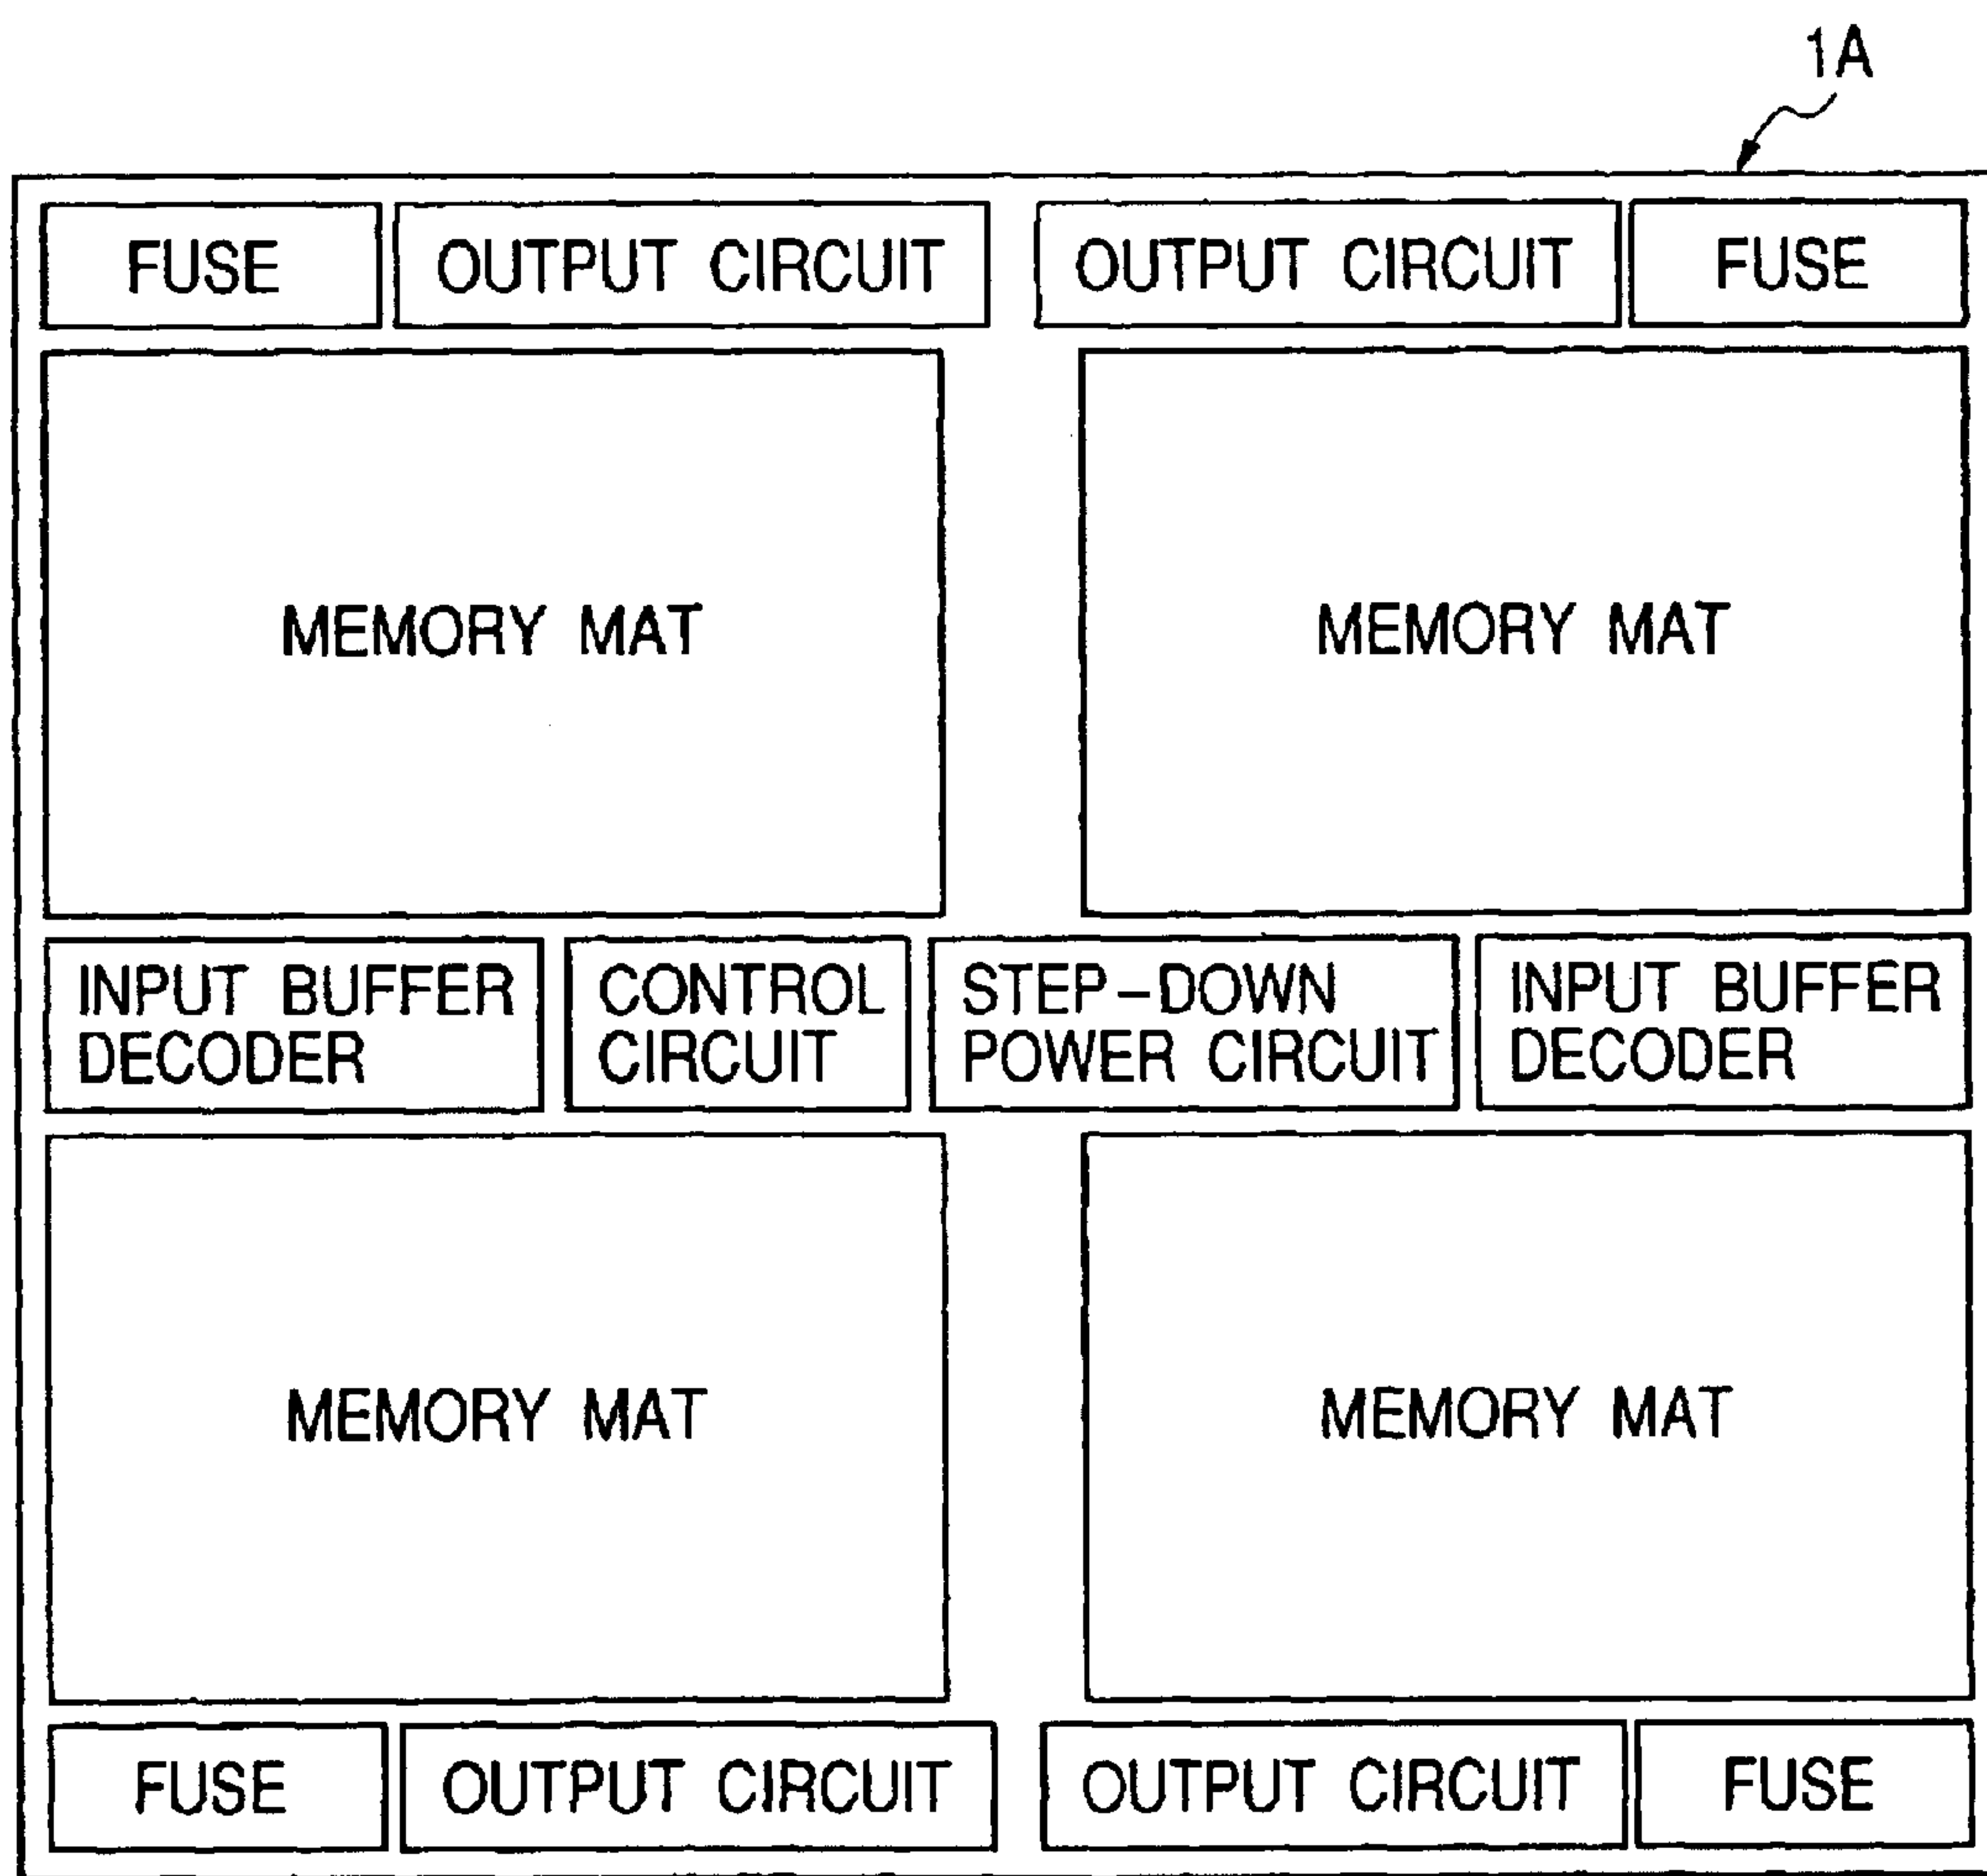 1A
FUSE
OUTPUT CIRCUIT
OUTPUT CIRCUIT
FUSE
MEMORY MAT
MEMORY MAT
INPUT BUFFER
DECODER
CONTROL
CIRCUIT
STEP-DOWN
POWER CIRCUIT
INPUT BUFFER
DECODER
MEMORY MAT
MEMORY MAT
FUSE
OUTPUT CIRCUIT
OUTPUT CIRCUIT
FUSE